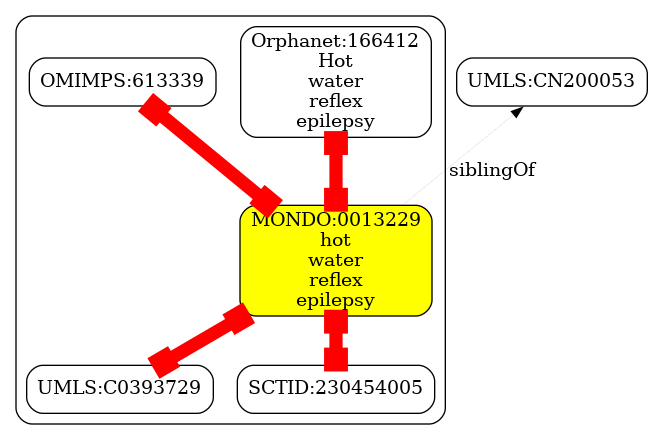 Orphanet:166412
Hot
water
reflex
epilepsy
OMIMPS:613339
UMLS:CN200053
siblingOf
MONDO:0013229
hot
water
reflex
epilepsy
UMLS:C0393729
SCTID:230454005